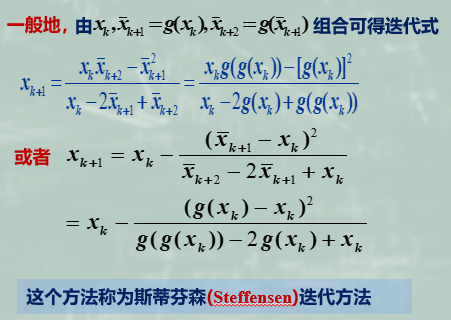 一般地，由$x_k, \bar{x}_{k+1}=g(x_k), \bar{x}_{k+2}=g(\bar{x}_{k+1})$ 组合可得迭代式
$x_{k+1} = \dfrac{x_k\bar{x}_{k+2}-\bar{x}_{k+1}^2}{x_k-2\bar{x}_{k+1}+\bar{x}_{k+2}} = \dfrac{x_k g(g(x_k))-[g(x_k)]^2}{x_k-2g(x_k)+g(g(x_k))}$
或者 $x_{k+1} = x_k - \dfrac{(\bar{x}_{k+1}-x_k)^2}{\bar{x}_{k+2}-2\bar{x}_{k+1}+x_k}$
$= x_k - \dfrac{(g(x_k)-x_k)^2}{g(g(x_k))-2g(x_k)+x_k}$
这个方法称为斯蒂芬森(Steffensen)迭代方法